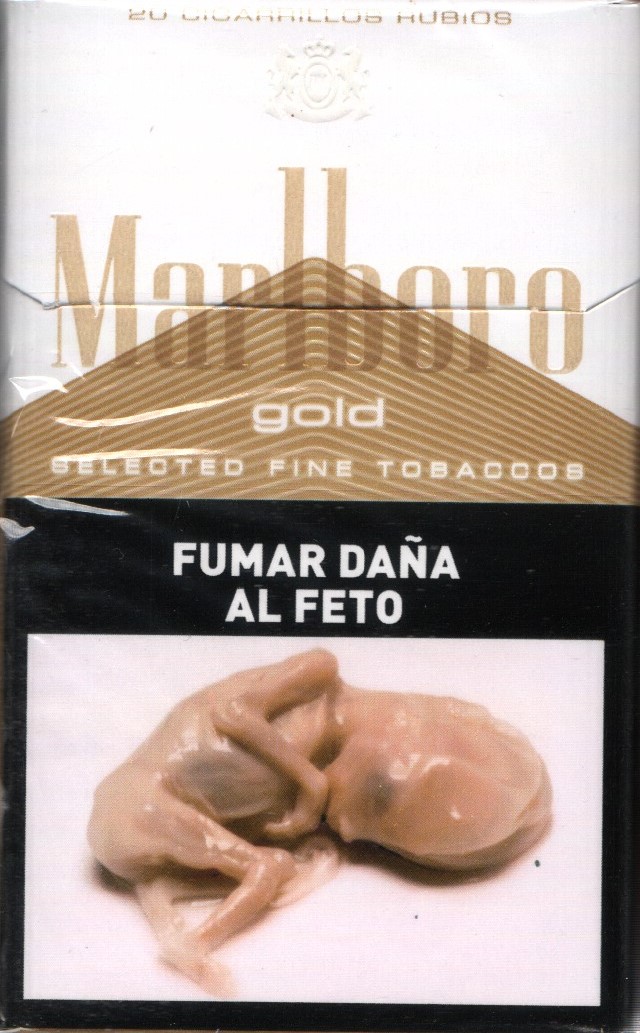 20 CIGARRILLOS RUBIOS
Marlboro
gold
SELECTED FINE TOBACCOS
FUMAR DAÑA
AL FETO